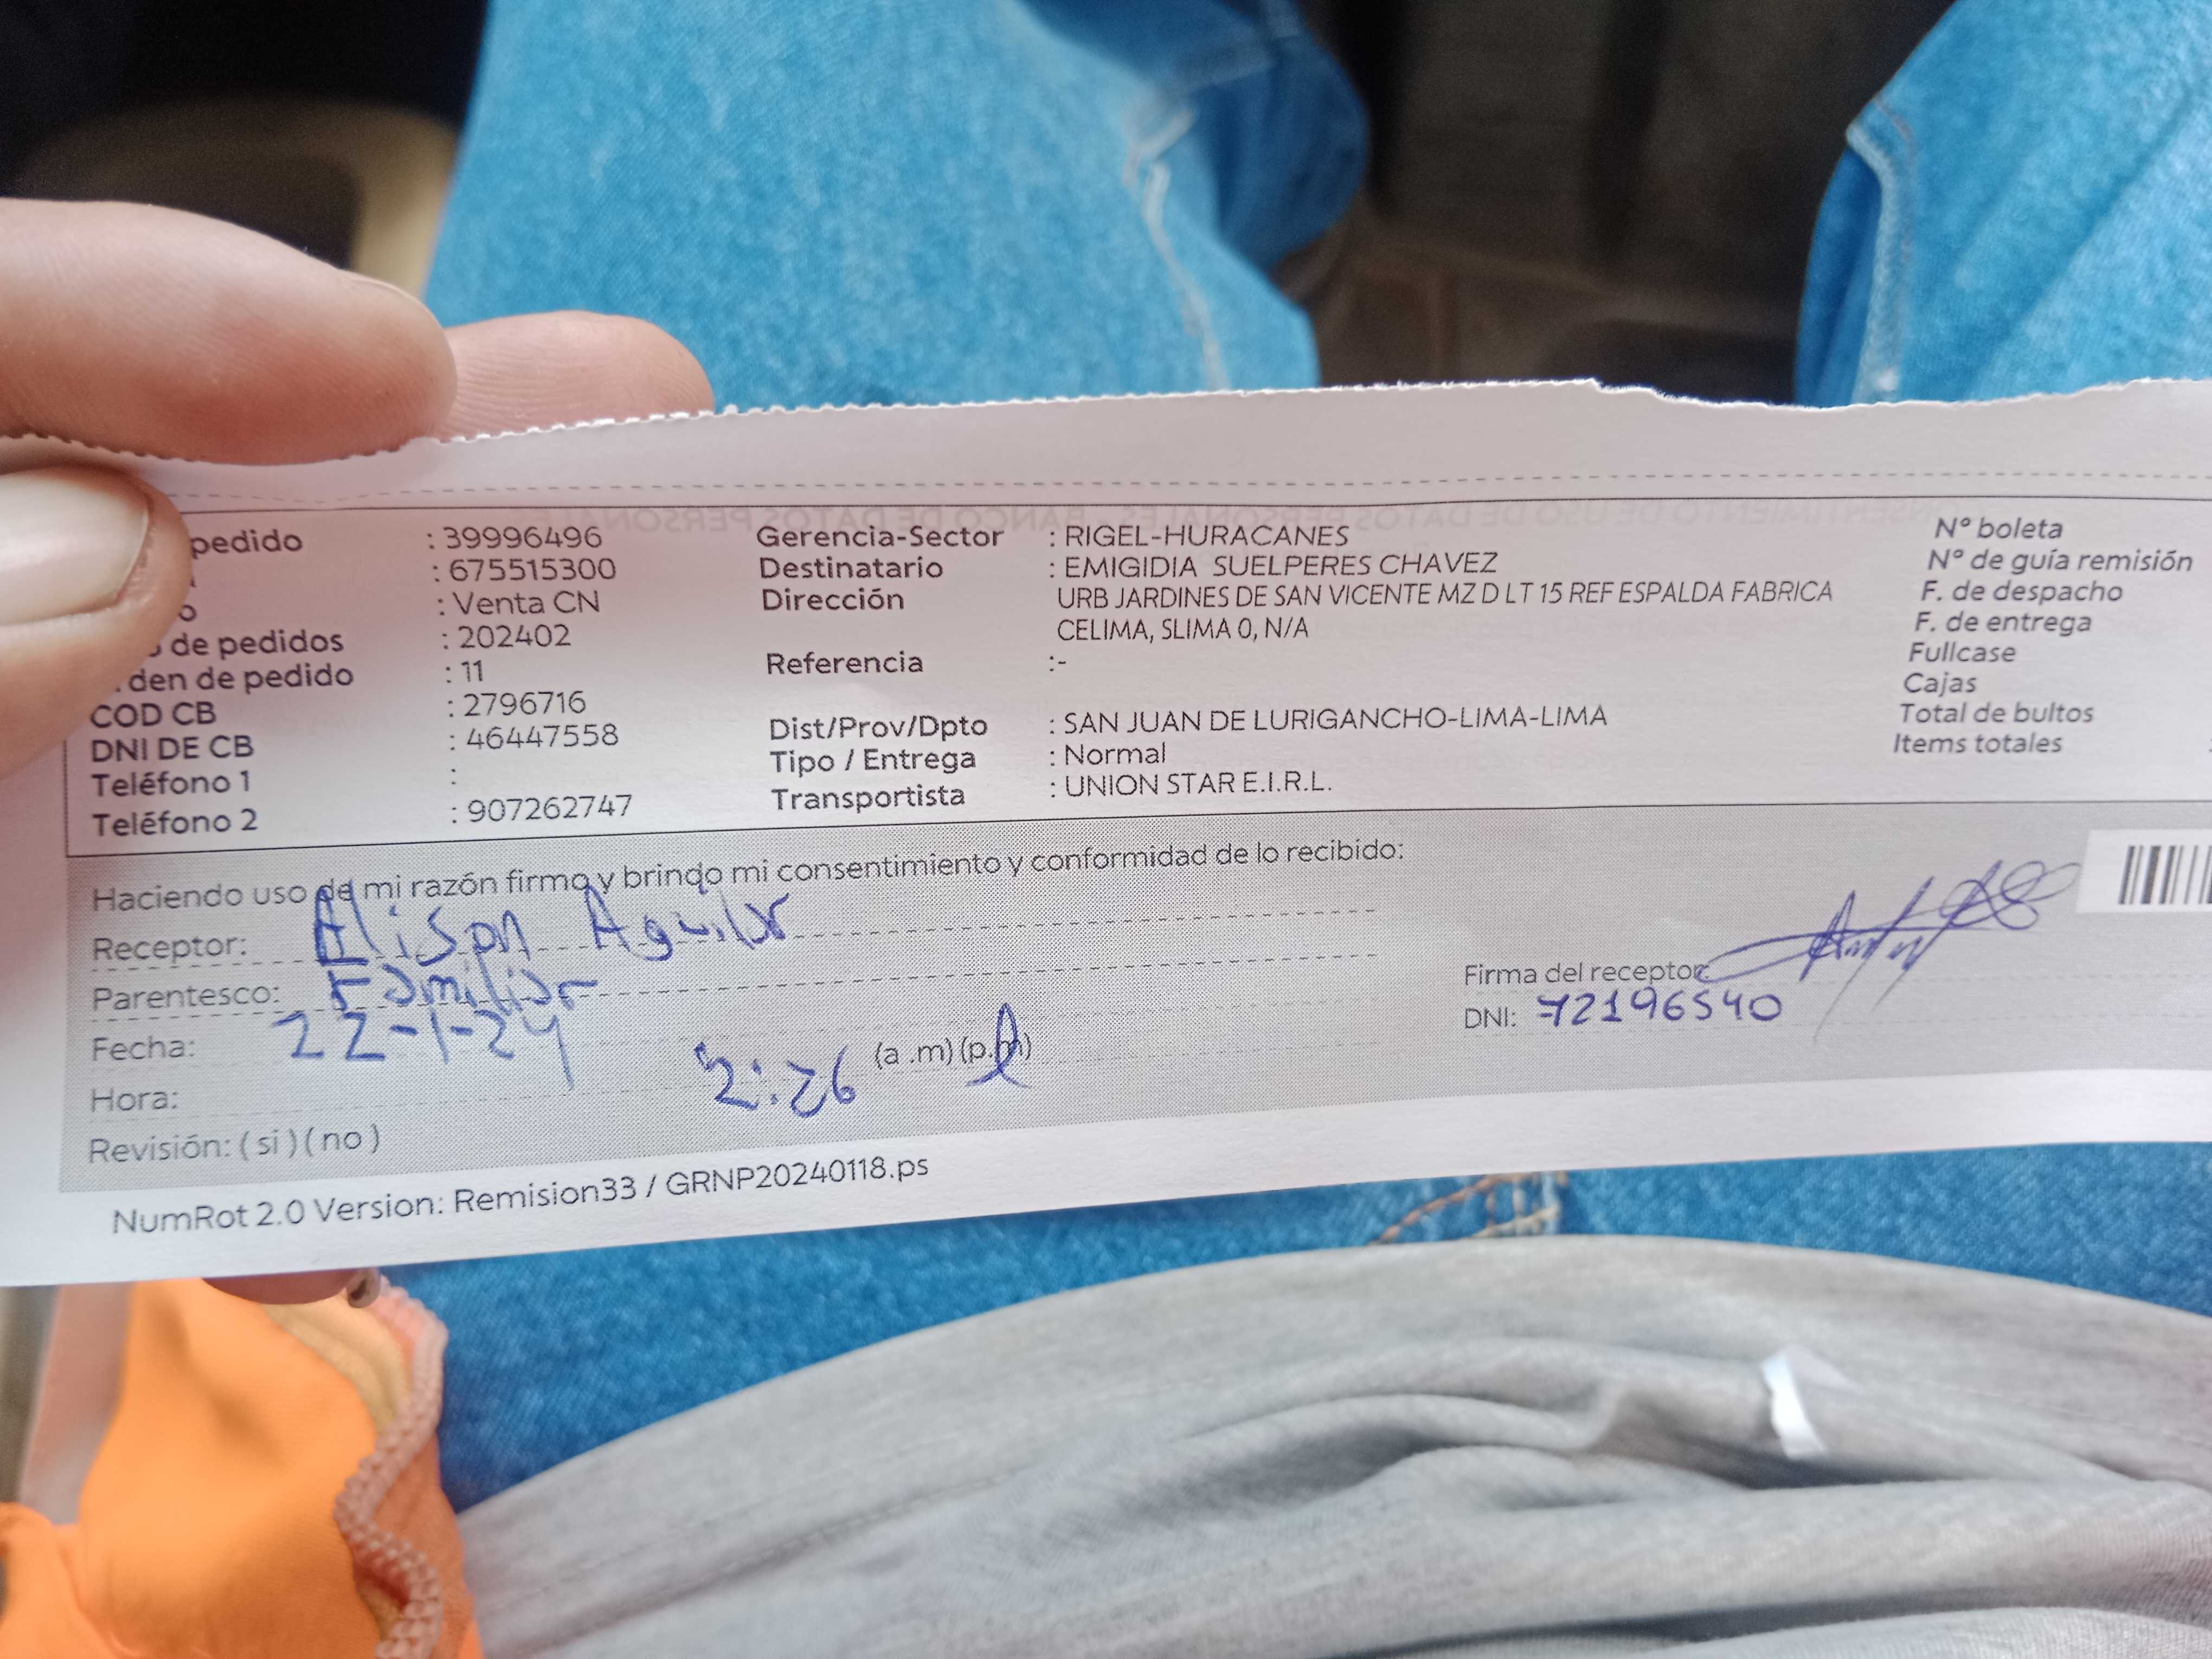 pedido : 39996496
: 675515300
o : Venta CN
de pedidos : 202402
den de pedido : 11
COD CB : 2796716
DNI DE CB : 46447558
Teléfono 1 :
Teléfono 2 : 907262747
Gerencia-Sector : RIGEL-HURACANES
Destinatario : EMIGIDIA SUELPERES CHAVEZ
Dirección : URB JARDINES DE SAN VICENTE MZ D LT 15 REF ESPALDA FABRICA
CELIMA, SLIMA 0, N/A
Referencia :-
Dist/Prov/Dpto : SAN JUAN DE LURIGANCHO-LIMA-LIMA
Tipo / Entrega : Normal
Transportista : UNION STAR E.I.R.L.
N° boleta
N° de guía remisión
F. de despacho
F. de entrega
Fullcase
Cajas
Total de bultos
Items totales
Haciendo uso de mi razón firmo y brindo mi consentimiento y conformidad de lo recibido:
Receptor: Alison Aguilar
Parentesco: Familiar
Fecha: 22-1-24
Hora: 2:26 (a .m) (p.m)
Revisión: ( si ) ( no )
Firma del receptor:
DNI: 72196540
NumRot 2.0 Version: Remision33 / GRNP20240118.ps